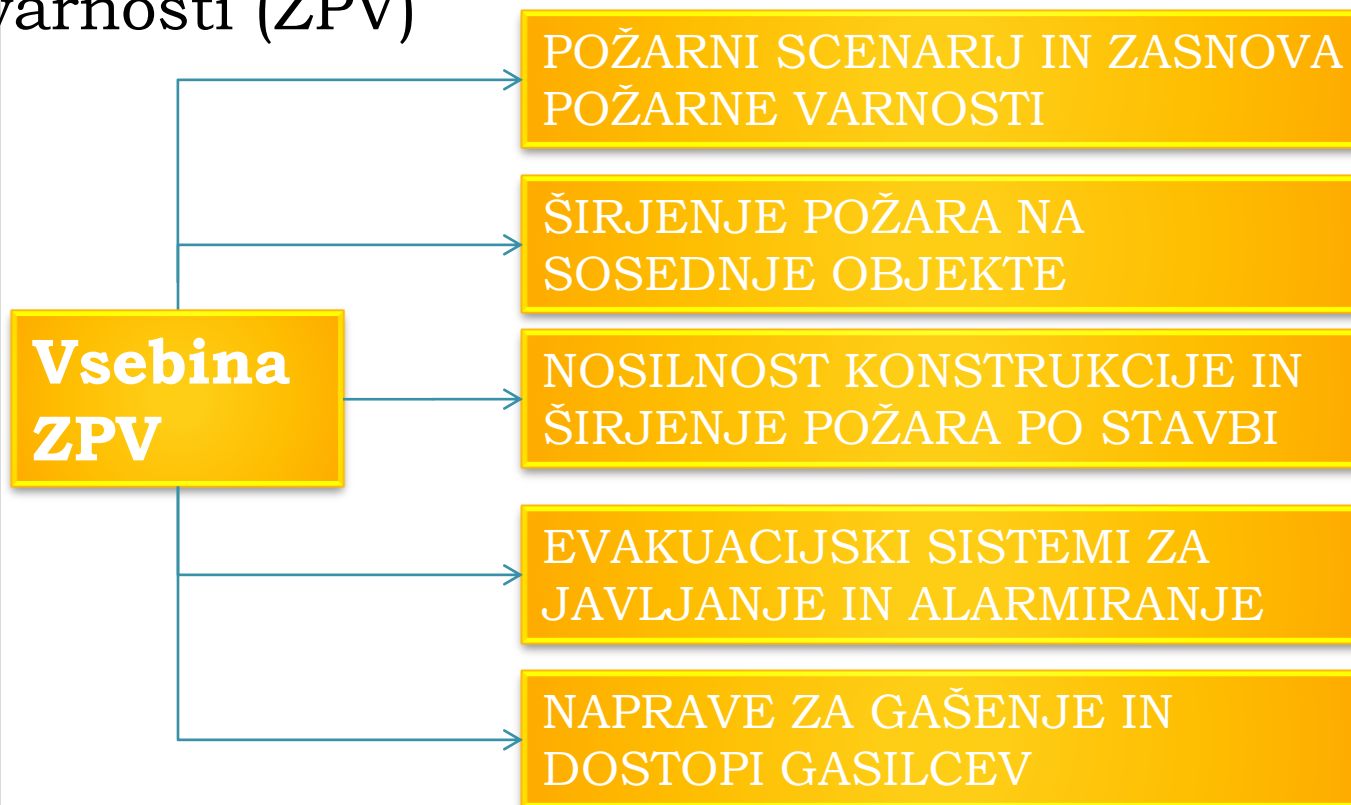 varnosti (ZPV)
POŽARNI SCENARIJ IN ZASNOVA
POŽARNE VARNOSTI
ŠIRJENJE POŽARA NA
SOSEDNJE OBJEKTE
Vsebina
ZPV
NOSILNOST KONSTRUKCIJE IN
ŠIRJENJE POŽARA PO STAVBI
EVAKUACIJSKI SISTEMI ZA
JAVLJANJE IN ALARMIRANJE
NAPRAVE ZA GAŠENJE IN
DOSTOPI GASILCEV